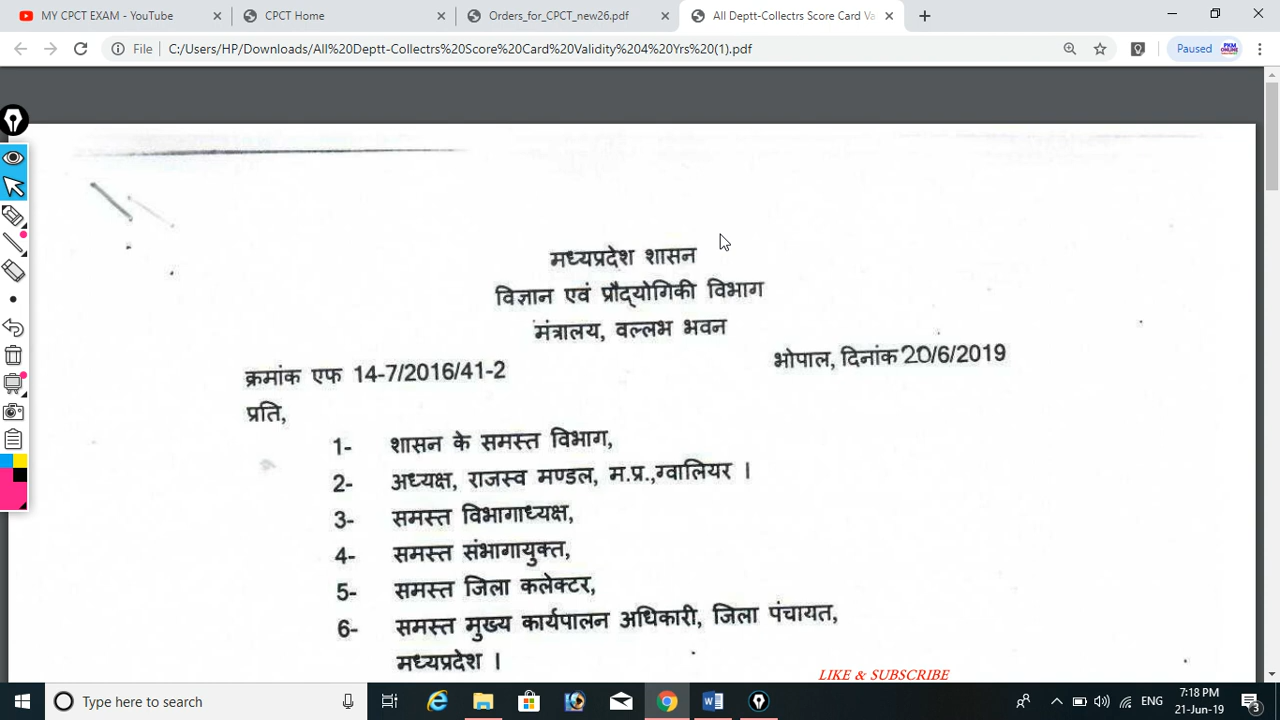 MY CPCT EXAM - YouTube
CPCT Home
Orders_for_CPCT_new26.pdf
All Deptt-Collectrs Score Card Va
File
C:/Users/HP/Downloads/All%20Deptt-Collectrs%20Score%20Card%20Validity%204%20Yrs%20(1).pdf
Paused
मध्यप्रदेश शासन
विज्ञान एवं प्रौद्योगिकी विभाग
मंत्रालय, वल्लभ भवन
भोपाल, दिनांक 20/6/2019
क्रमांक एफ 14-7/2016/41-2
प्रति,
1- शासन के समस्त विभाग,
2- अध्यक्ष, राजस्व मण्डल, म.प्र.,ग्वालियर ।
3- समस्त विभागाध्यक्ष,
4- समस्त संभागायुक्त,
5- समस्त जिला कलेक्टर,
6- समस्त मुख्य कार्यपालन अधिकारी, जिला पंचायत,
मध्यप्रदेश ।
LIKE & SUBSCRIBE
Type here to search
ENG
7:18 PM
21-Jun-19
3